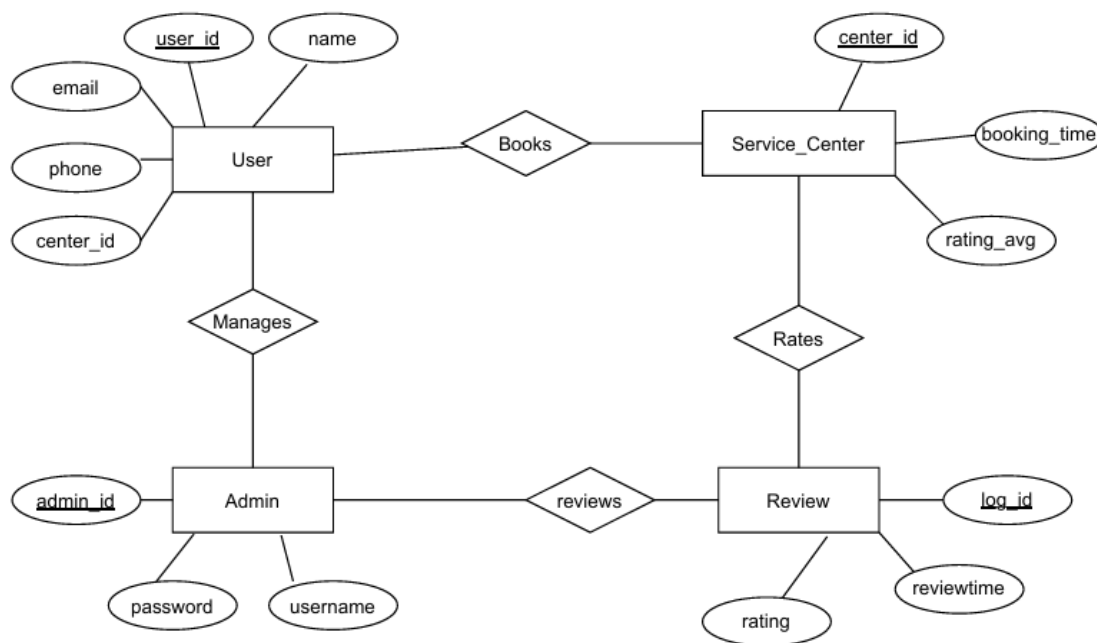 user_id
name
center_id
email
booking_time
User
Books
Service_Center
phone
center_id
rating_avg
Manages
Rates
admin_id
Admin
reviews
Review
log_id
password
username
rating
reviewtime